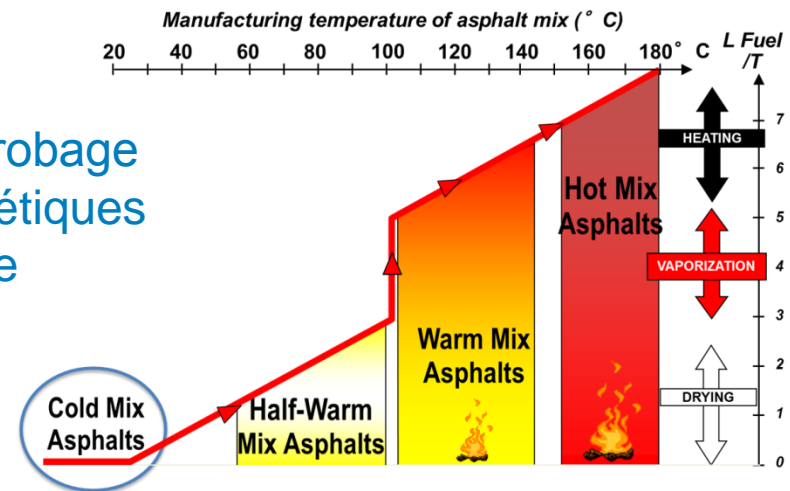 Manufacturing temperature of asphalt mix (° C)
20 40 60 80 100 120 140 160 180° C
L Fuel
/T
robage
étiques
e
7
HEATING
6
Hot Mix
Asphalts
5
VAPORIZATION
4
3
Warm Mix
Asphalts
2
DRYING
Cold Mix
Asphalts
Half-Warm
Mix Asphalts
1
0